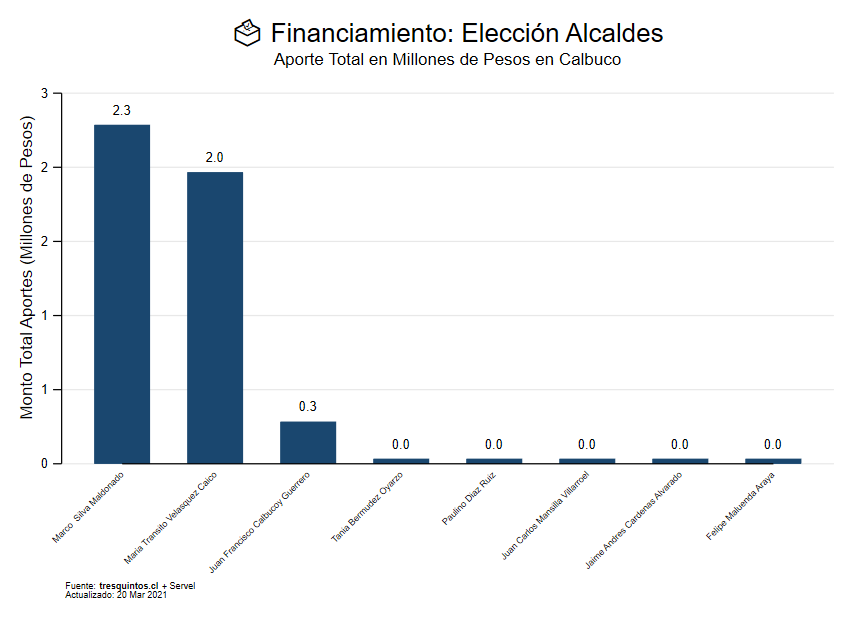 Financiamiento: Elección Alcaldes
Aporte Total en Millones de Pesos en Calbuco
Monto Total Aportes (Millones de Pesos)
3
2
2
1
1
0
2.3
2.0
0.3
0.0
0.0
0.0
0.0
0.0
Marco Silva Maldonado
Maria Transito Velasquez Caico
Juan Francisco Calbucoy Guerrero
Tania Bermudez Oyarzo
Paulino Diaz Ruiz
Juan Carlos Mansilla Villarroel
Jaime Andres Cardenas Alvarado
Felipe Maluenda Araya
Fuente: tresquintos.cl + Servel
Actualizado: 20 Mar 2021